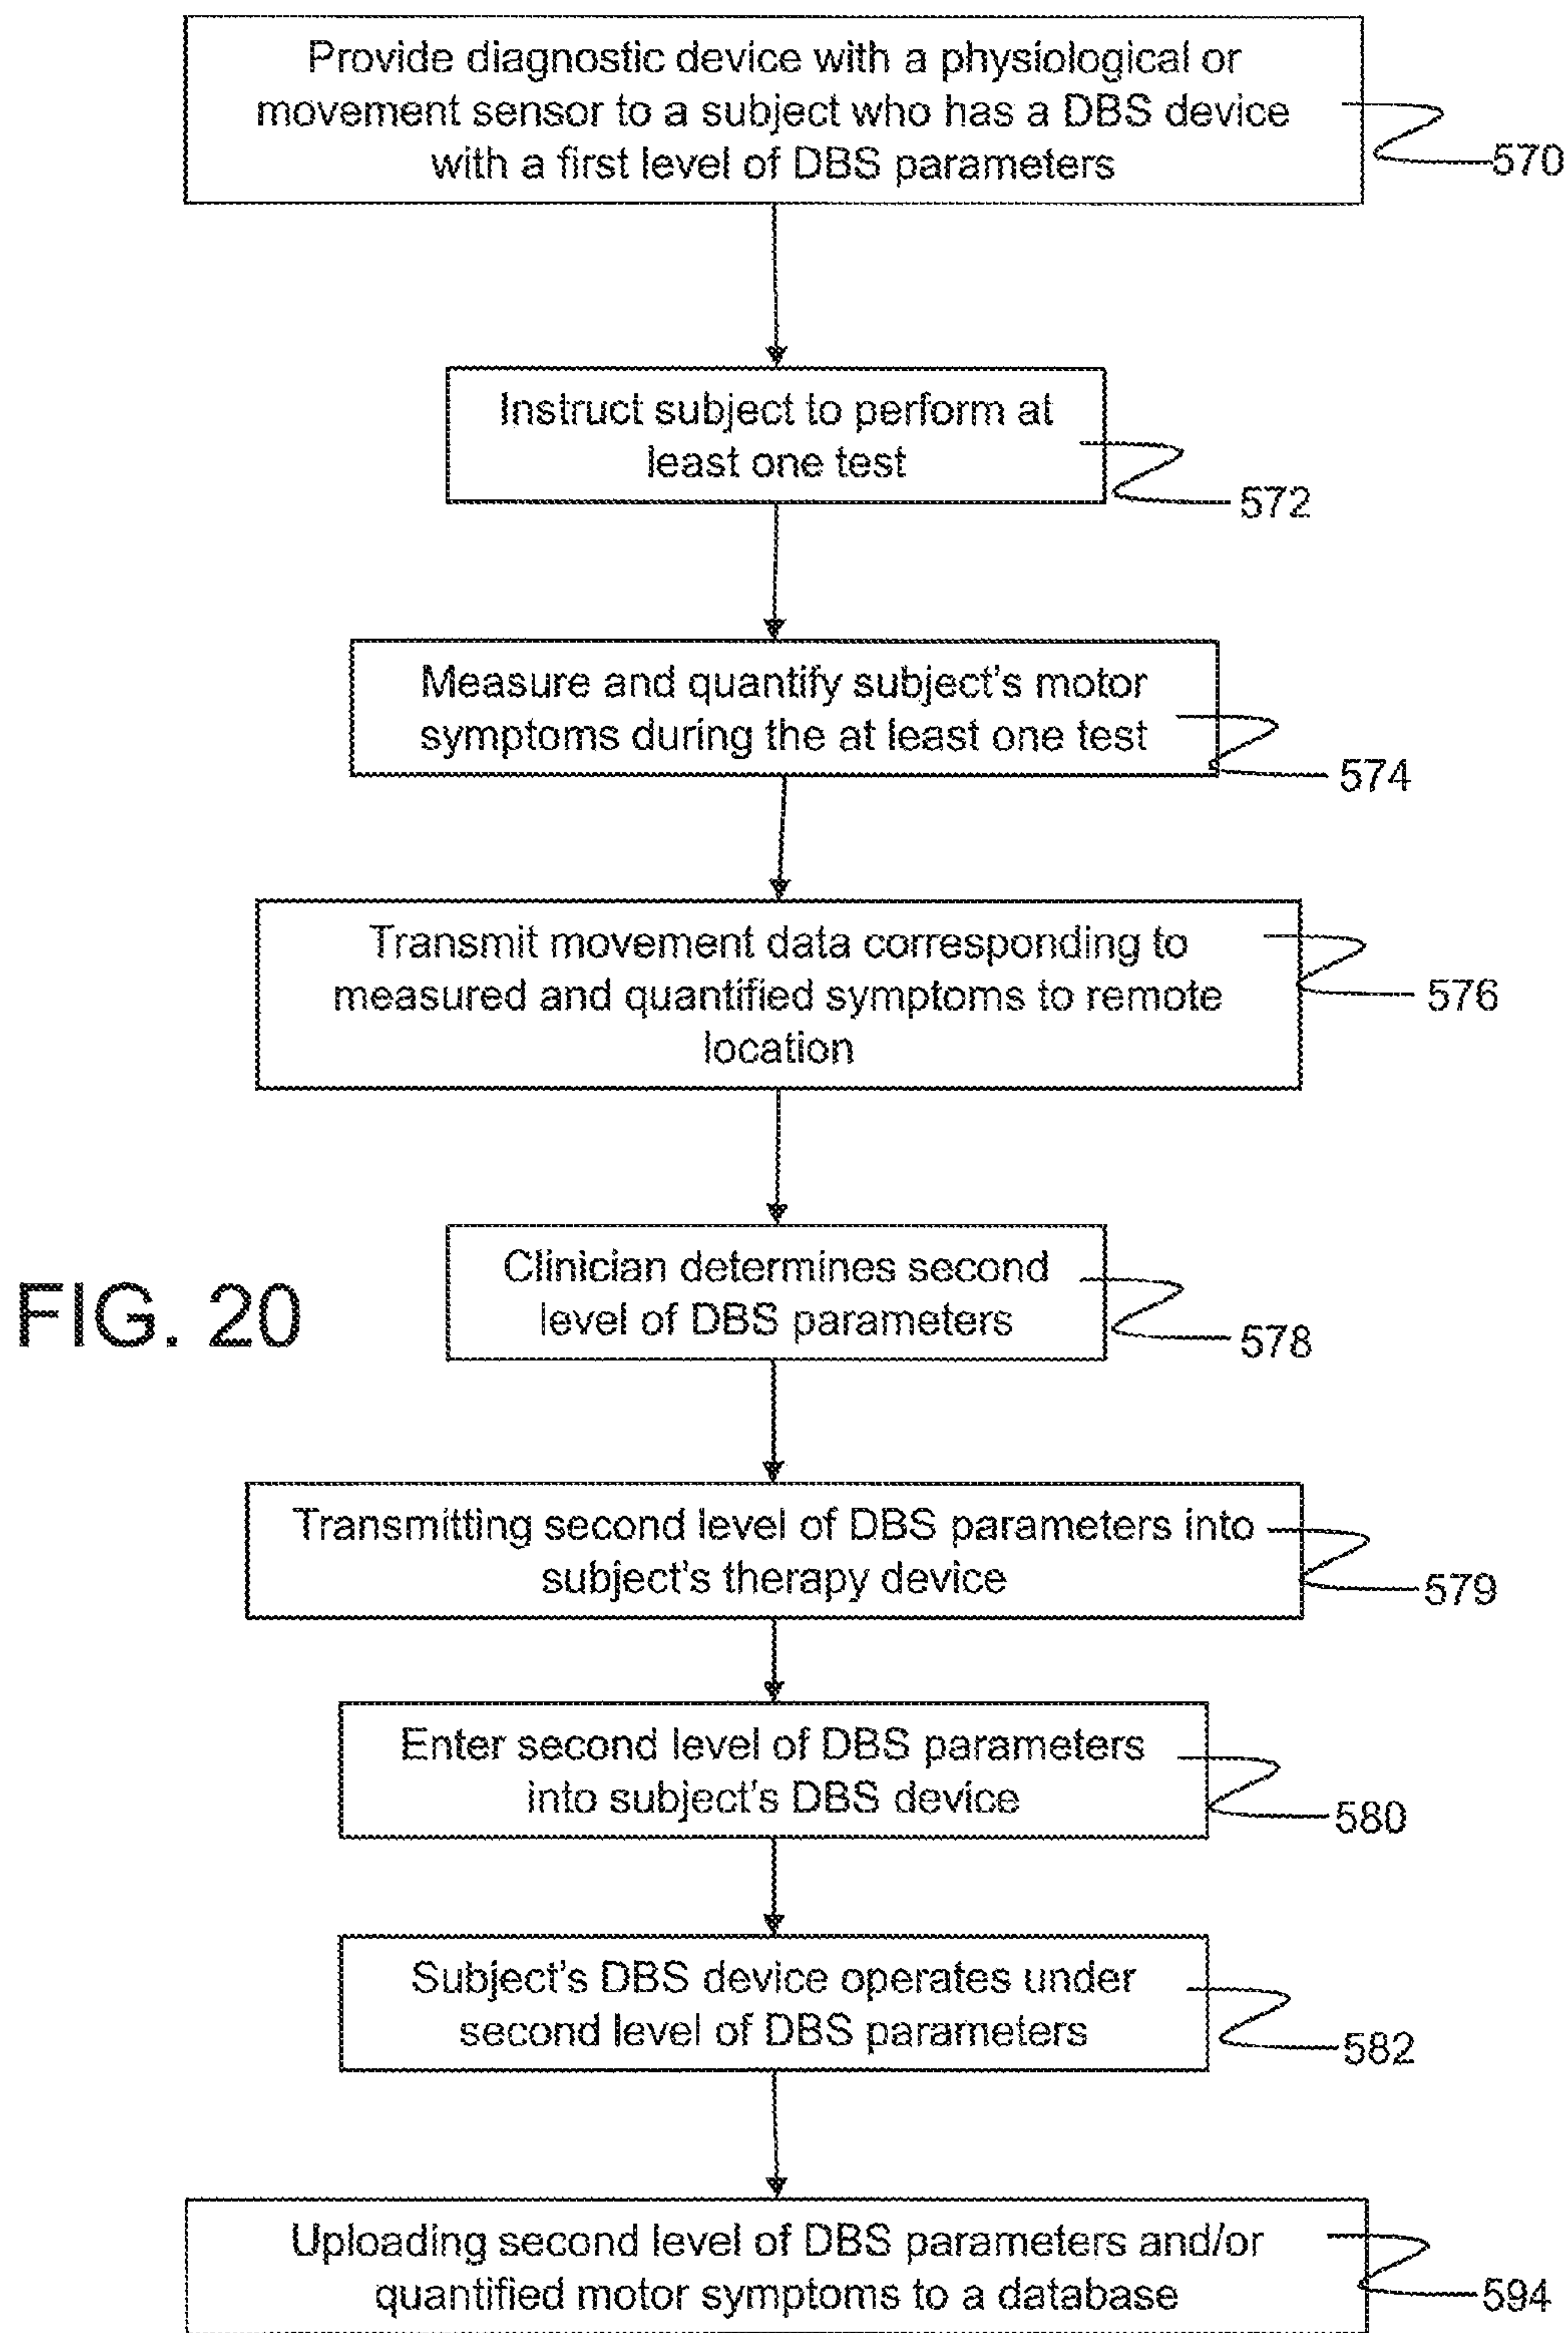 Provide diagnostic device with a physiological or
movement sensor to a subject who has a DBS device
with a first level of DBS parameters
570
Instruct subject to perform at
least one test
572
Measure and quantify subject's motor
symptoms during the at least one test
574
Transmit movement data corresponding to
measured and quantified symptoms to remote
location
576
Clinician determines second
level of DBS parameters
578
FIG. 20
Transmitting second level of DBS parameters into
subject's therapy device
579
Enter second level of DBS parameters
into subject's DBS device
580
Subject's DBS device operates under
second level of DBS parameters
582
Uploading second level of DBS parameters and/or
quantified motor symptoms to a database
594